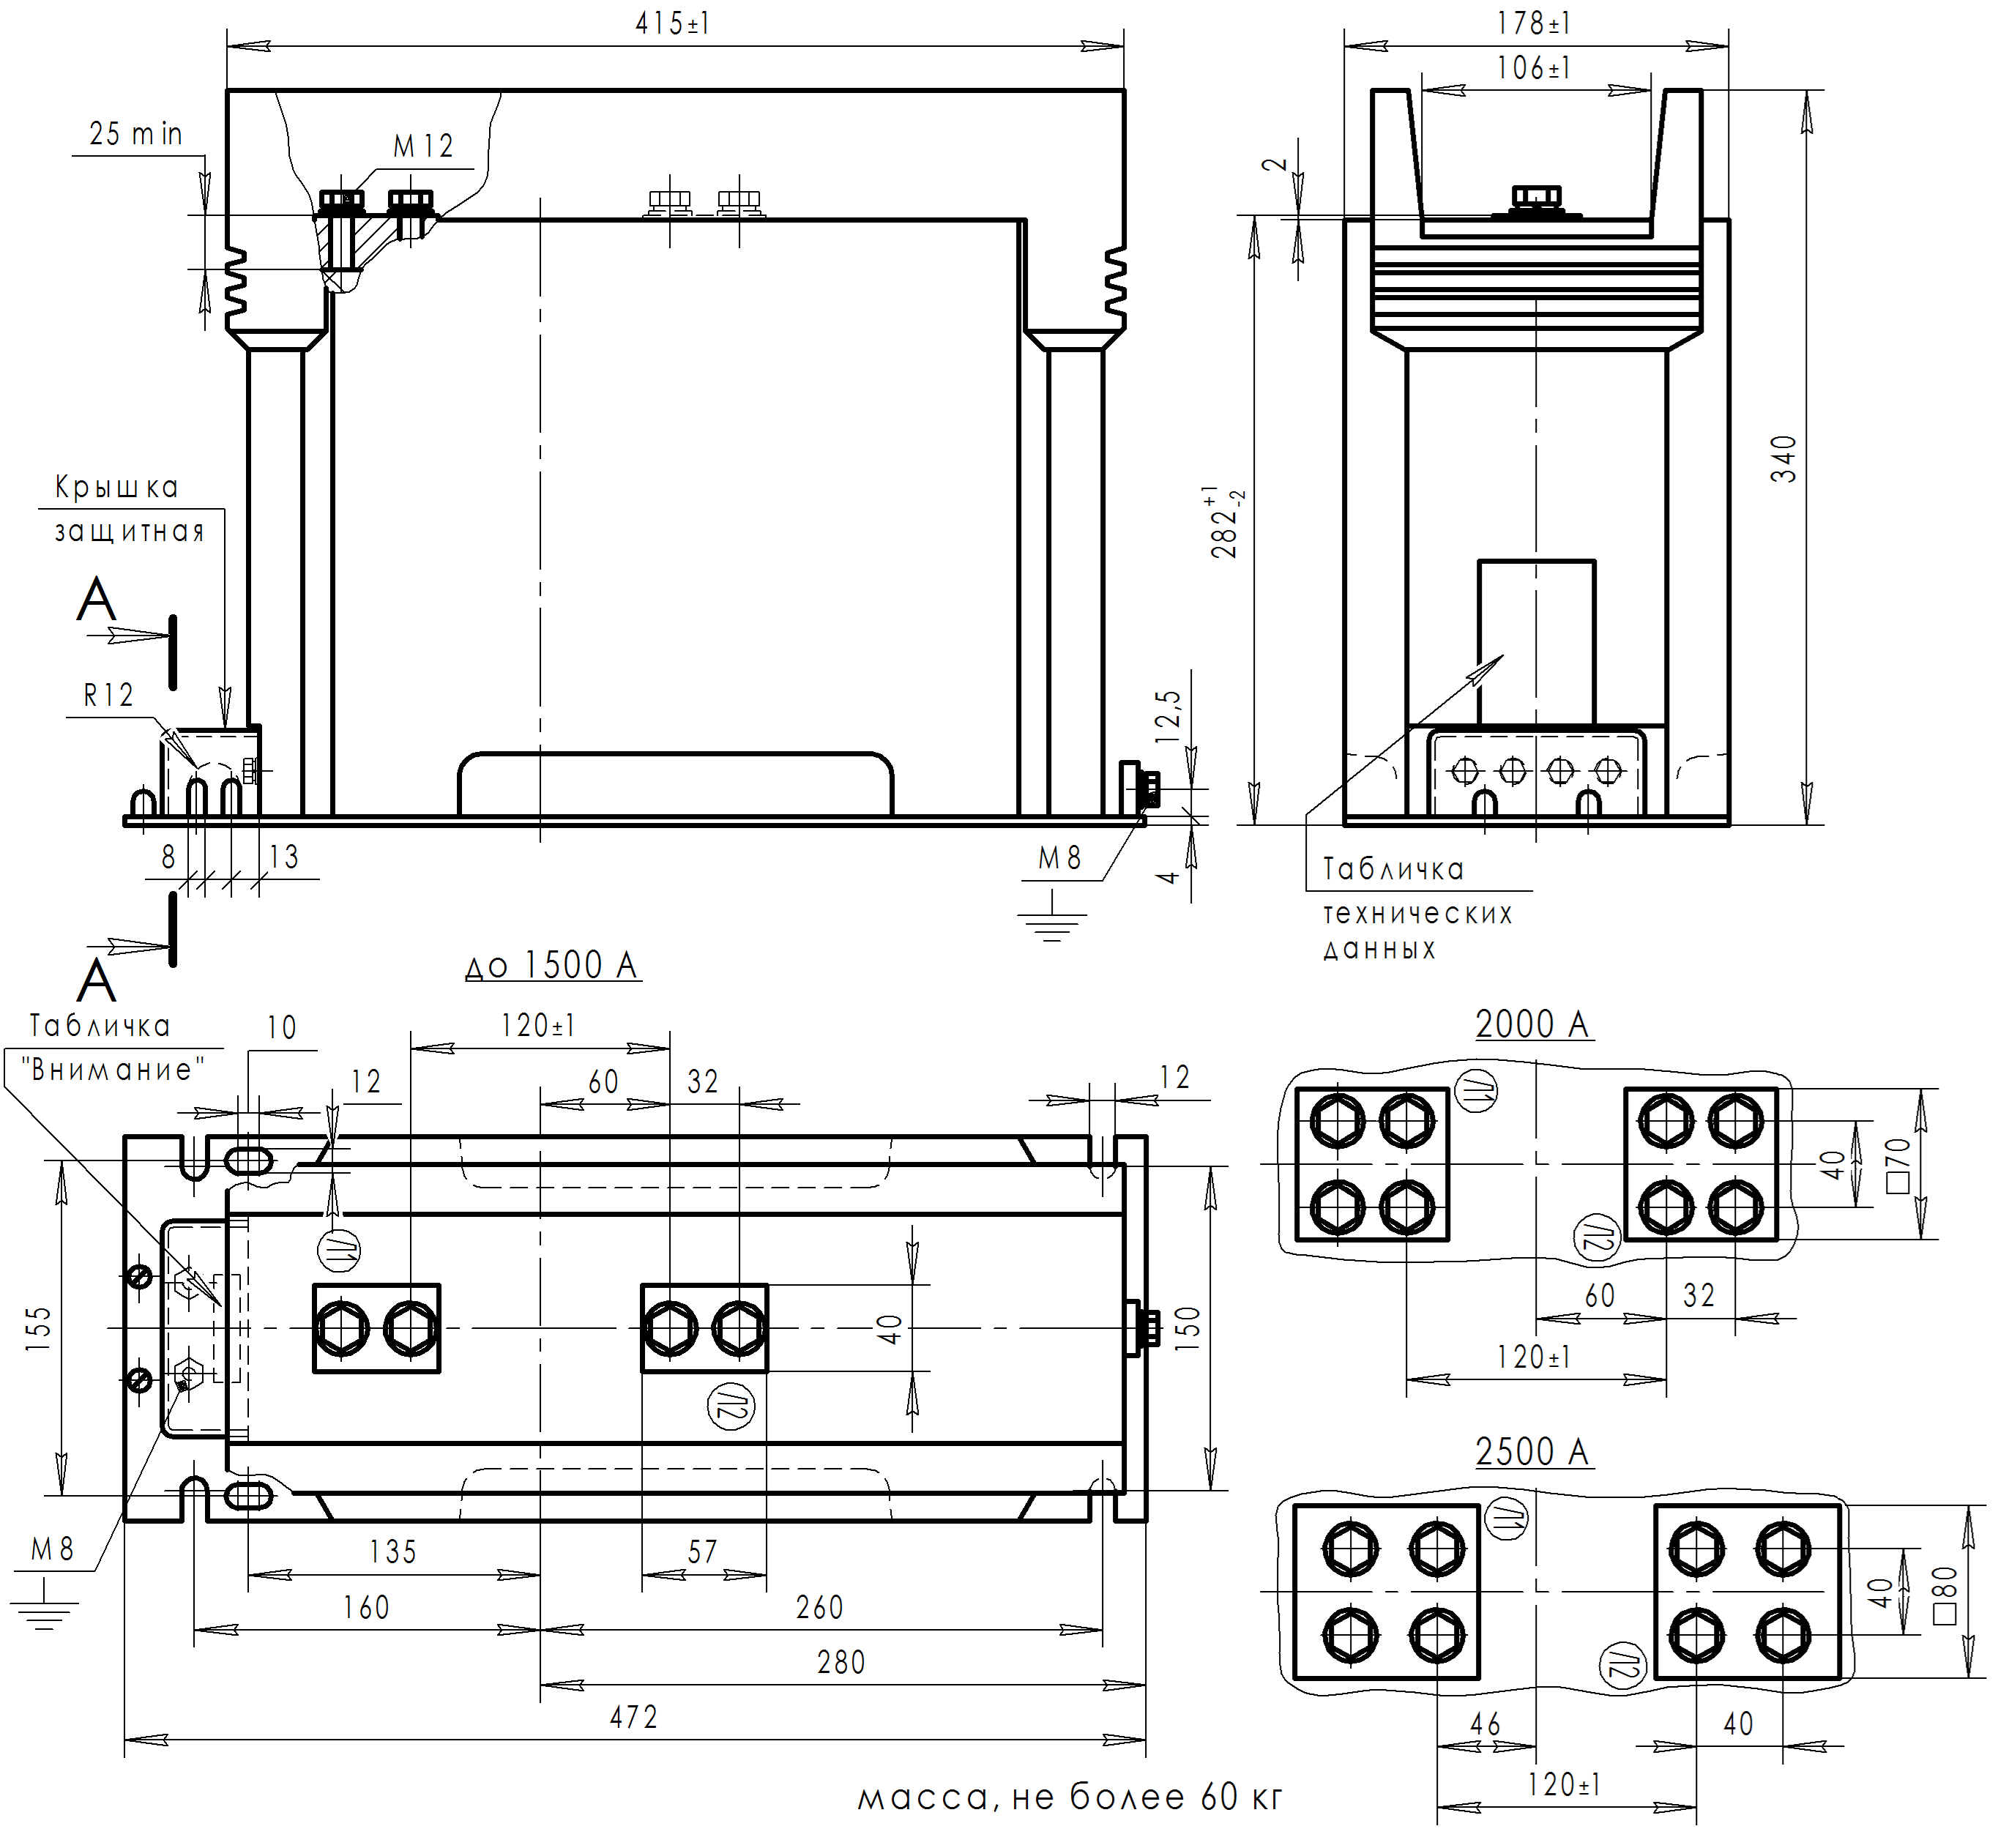 415±1
178±1
106±1
25 min
M12
2
Крышка
защитная
282 +1 -2
340
А
R12
12,5
8
13
M8
4
Табличка
технических
данных
А
до 1500 А
Табличка
"Внимание"
10
120±1
12
60
32
12
2000 А
Л1
40
□70
Л2
Л1
155
40
150
60
32
120±1
Л2
2500 А
Л1
M8
135
57
40
□80
160
260
Л2
280
472
46
40
120±1
масса, не более 60 кг